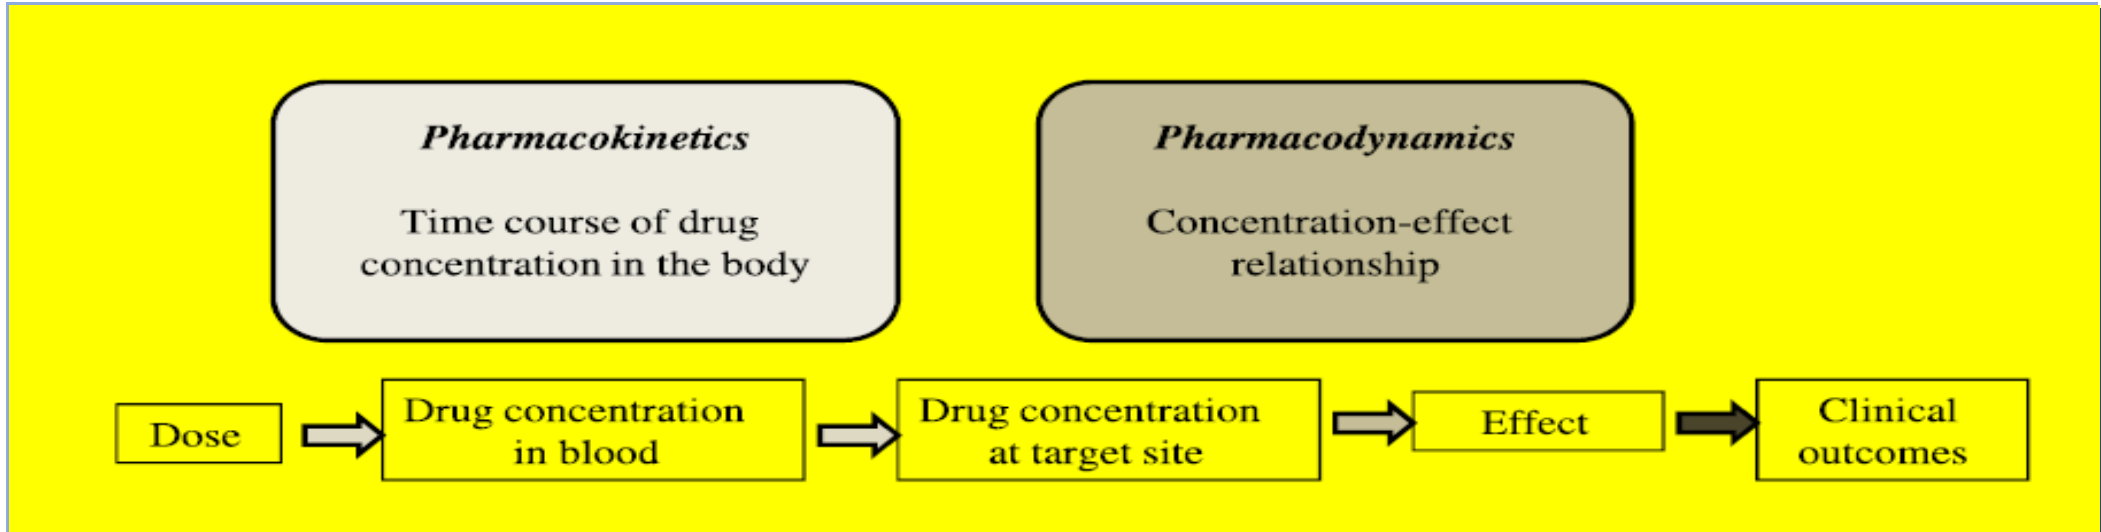 Pharmacokinetics
Time course of drug
concentration in the body
Pharmacodynamics
Concentration-effect
relationship
Dose
Drug concentration
in blood
Drug concentration
at target site
Effect
Clinical
outcomes